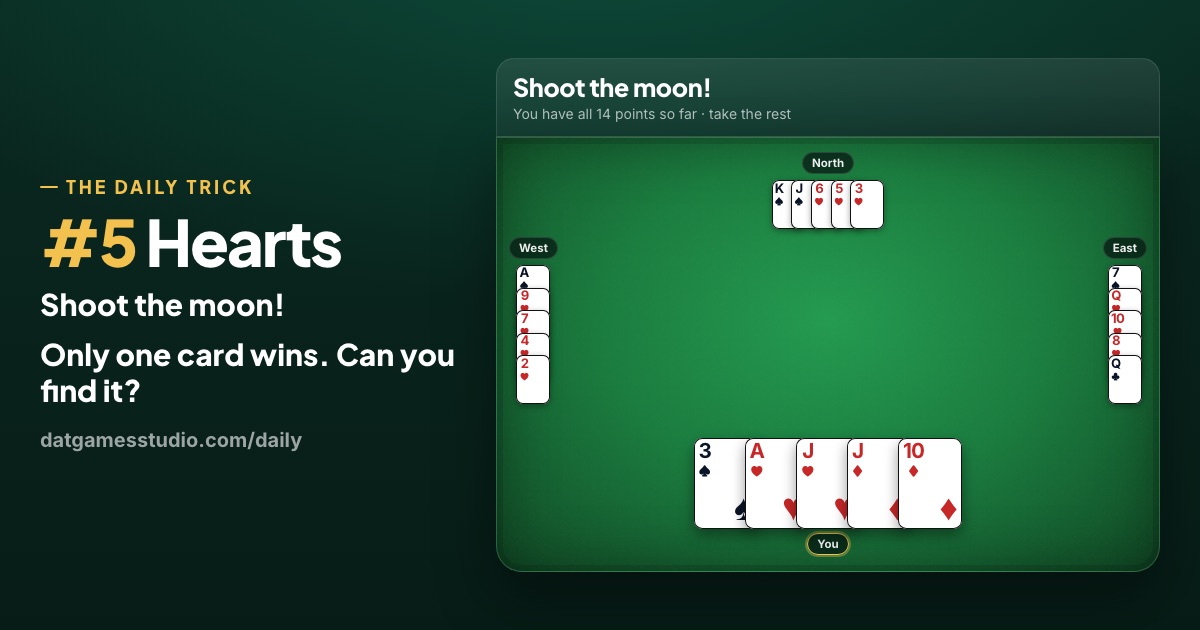 — THE DAILY TRICK
#5 Hearts
Shoot the moon!
Only one card wins. Can you
find it?
datgamesstudio.com/daily
Shoot the moon!
You have all 14 points so far · take the rest
North
K♠ J♠ 6♥ 5♥ 3♥
West
A♠
9♥
7♥
4♥
2♥
East
7♠
Q♥
10♥
8♥
Q♣
3♠ A♥ J♥ J♦ 10♦
You